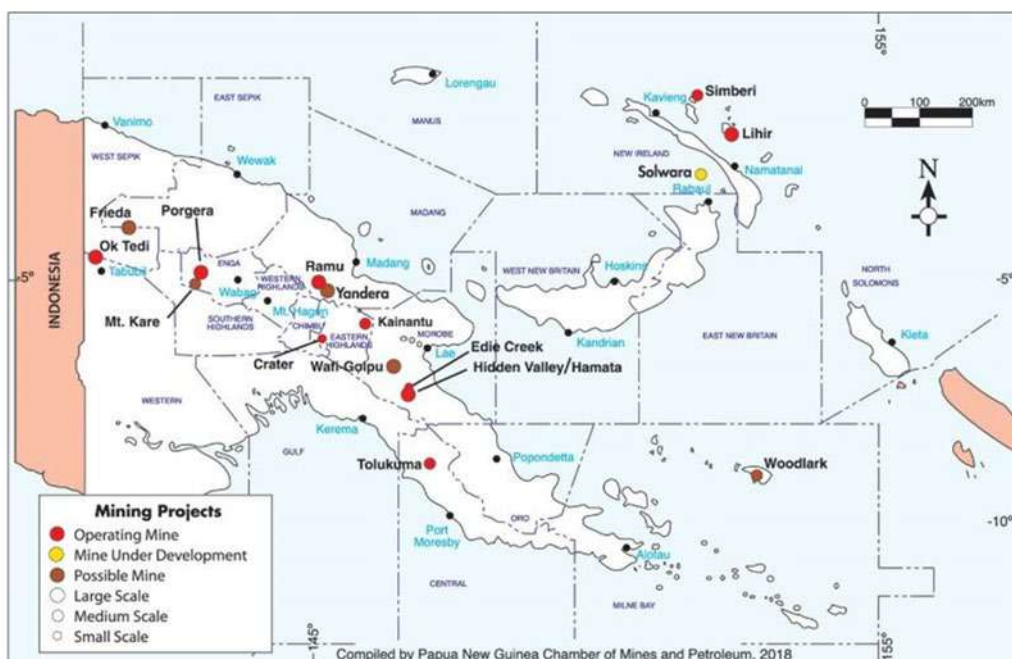 155°
Simberi
Kavieng
0 100 200km
Lorengau
EAST SEPIK
MANUS
Lihir
Vanimo
NEW IRELAND
WEST SEPIK
Wewak
Solwara
Namatanai
Rabaul
N
Frieda
Porgera
MADANG
Ok Tedi
Madang
ENGA
Ramu
WEST NEW BRITAIN
Hoskins
NORTH
SOLOMONS
-5°
Tabubil
Wabag
WESTERN
HIGHLANDS
Yandera
-5°
INDONESIA
Mt. Hagen
Mt. Kare
SOUTHERN
HIGHLANDS
CHIMBU
Kainantu
EASTERN
HIGHLANDS
MOROBE
Kandrian
EAST NEW BRITAIN
Kieta
Lae
Edie Creek
Crater
Wafi-Golpu
Hidden Valley/Hamata
WESTERN
Kerema
GULF
Tolukuma
Popondetta
Woodlark
Mining Projects
Operating Mine
Mine Under Development
Possible Mine
Large Scale
Medium Scale
Small Scale
ORO
Port
Moresby
-10°
Alotau
CENTRAL
MILNE BAY
145°
155°
Compiled by Papua New Guinea Chamber of Mines and Petroleum, 2018